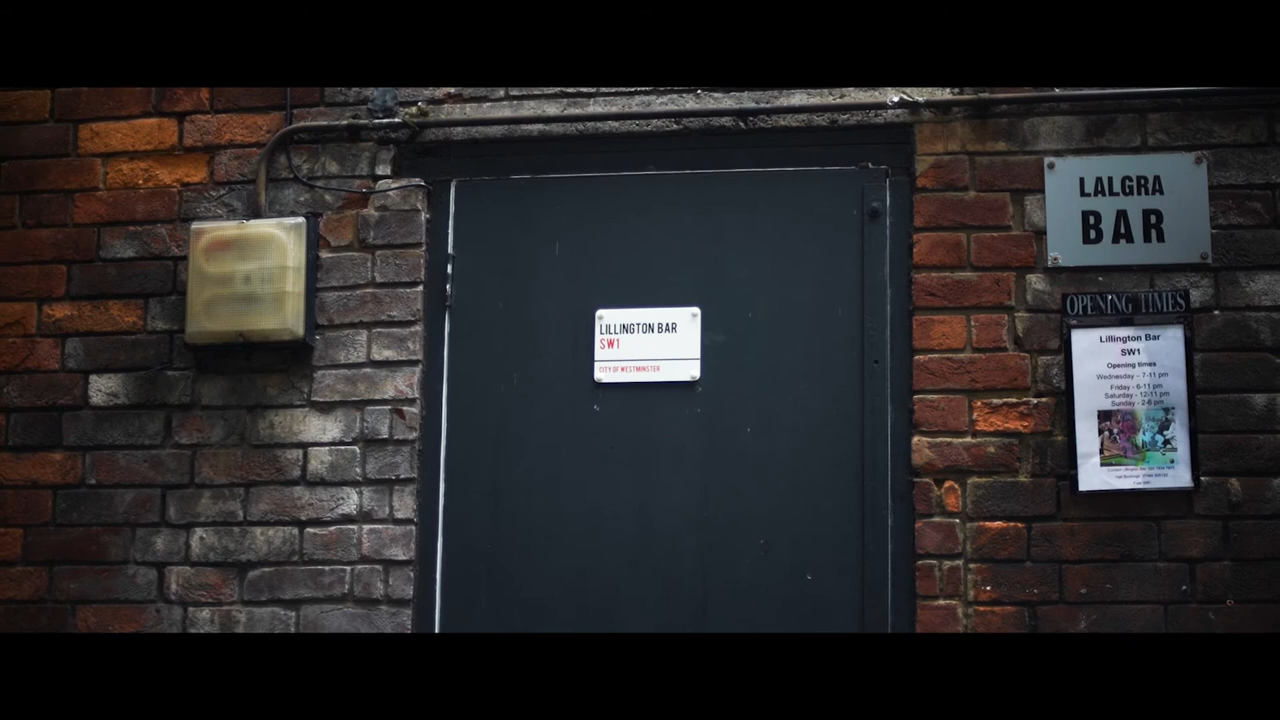 LILLINGTON BAR
SW1
CITY OF WESTMINSTER
LALGRA
BAR
OPENING TIMES
Lillington Bar
SW1
Opening times
Wednesday – 7-11 pm
Friday - 6-11 pm
Saturday - 12-11 pm
Sunday - 2-6 pm